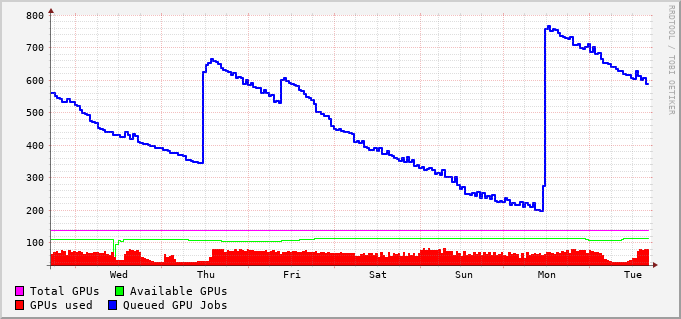 800
700
600
500
400
300
200
100
Wed Thu Fri Sat Sun Mon Tue
Total GPUs Available GPUs
GPUs used Queued GPU Jobs
RRDTOOL / TOBI OETIKER